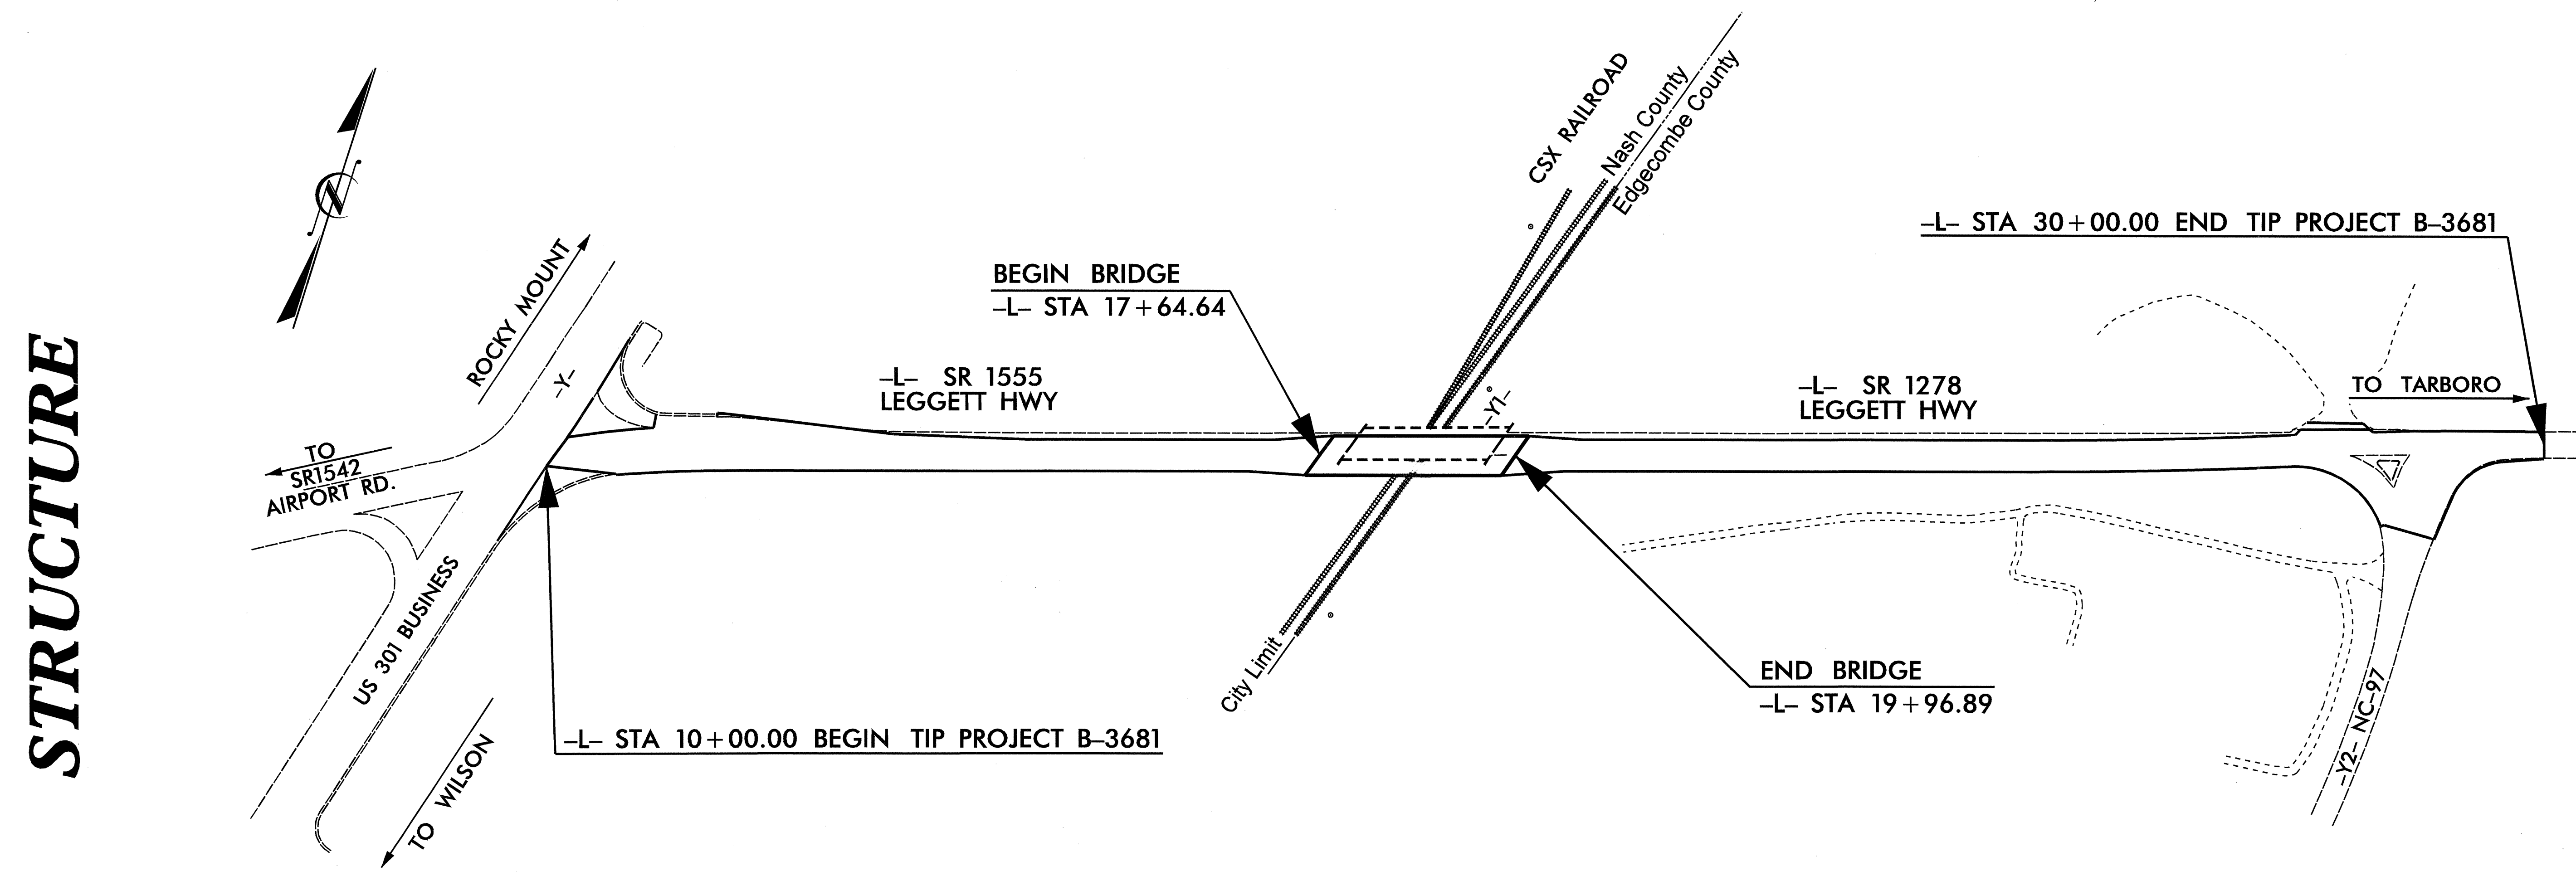 STRUCTURE
N
ROCKY MOUNT
–Y–
TO
SR1542
AIRPORT RD.
US 301 BUSINESS
TO WILSON
–L– STA 10+00.00 BEGIN TIP PROJECT B–3681
–L– SR 1555
LEGGETT HWY
BEGIN BRIDGE
–L– STA 17+64.64
CSX RAILROAD
Nash County
Edgecombe County
–Y1–
City Limit
END BRIDGE
–L– STA 19+96.89
–L– SR 1278
LEGGETT HWY
–L– STA 30+00.00 END TIP PROJECT B–3681
TO TARBORO
–Y2– NC–97